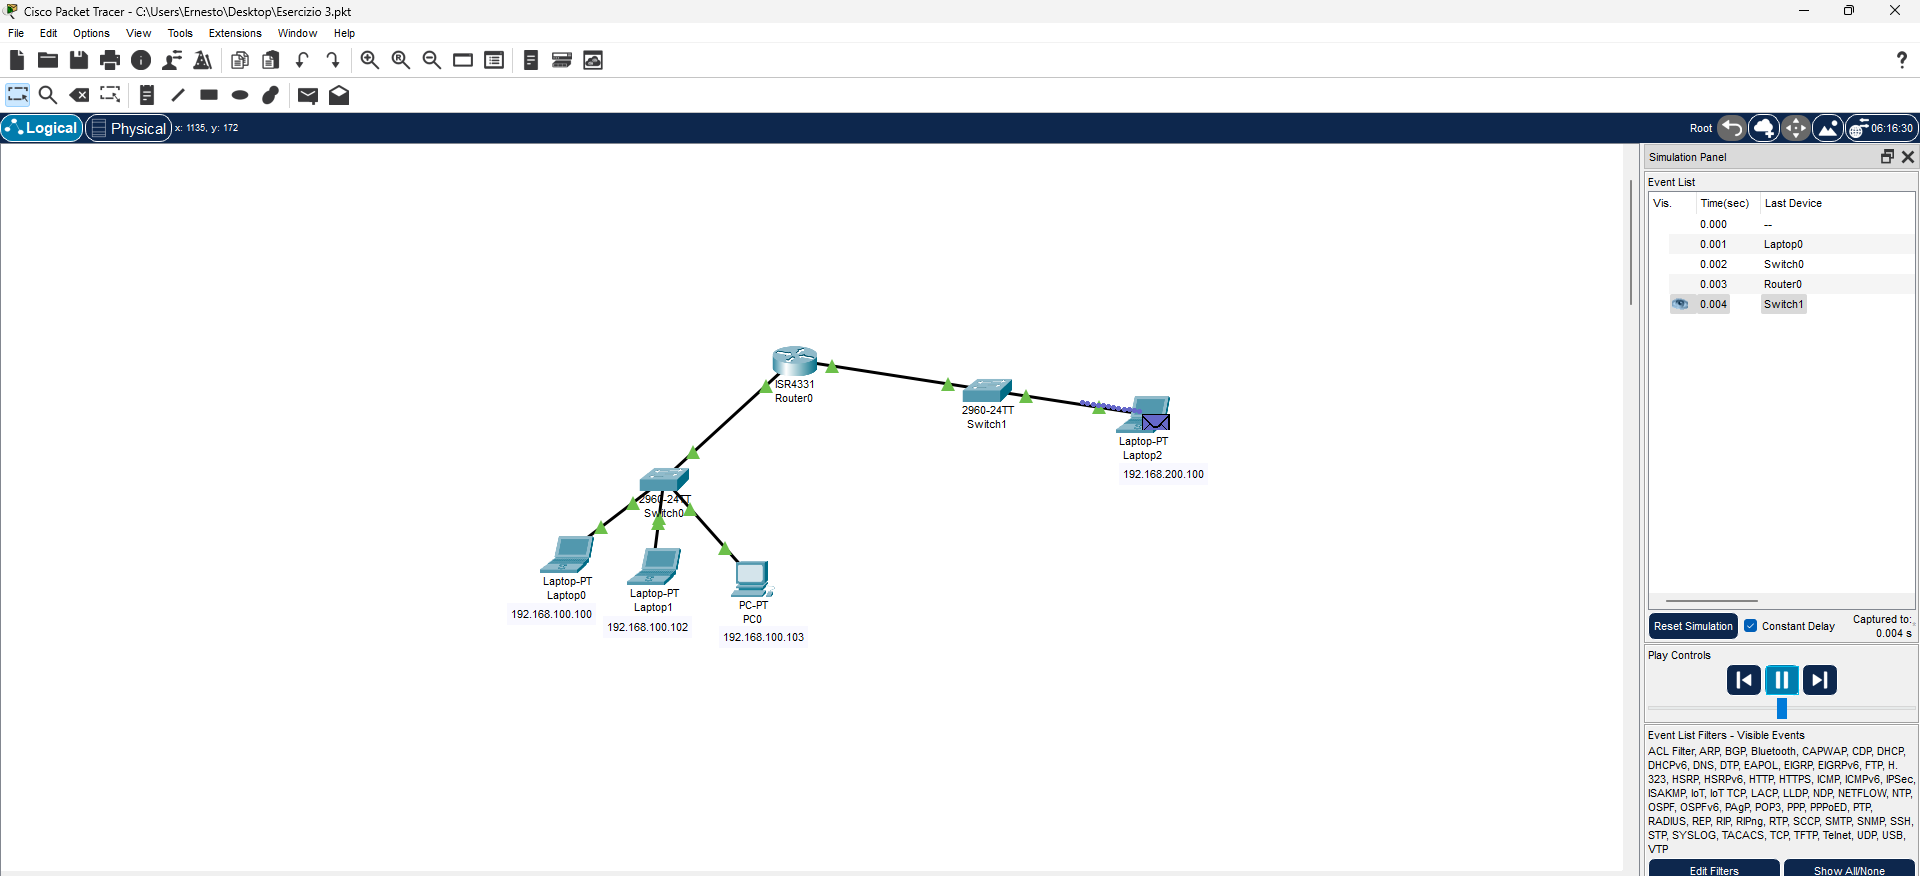 Cisco Packet Tracer - C:\Users\Ernesto\Desktop\Esercizio 3.pkt
File Edit Options View Tools Extensions Window Help
Logical Physical x: 1135, y: 172 Root 06:16:30
Simulation Panel
Event List
Vis. Time(sec) Last Device
0.000 --
0.001 Laptop0
0.002 Switch0
0.003 Router0
0.004 Switch1
ISR4331
Router0
2960-24TT
Switch1
Laptop-PT
Laptop2
192.168.200.100
2960-24TT
Switch0
Laptop-PT
Laptop0
192.168.100.100
Laptop-PT
Laptop1
192.168.100.102
PC-PT
PC0
192.168.100.103
Reset Simulation Constant Delay Captured to:
0.004 s
Play Controls
Event List Filters - Visible Events
ACL Filter, ARP, BGP, Bluetooth, CAPWAP, CDP, DHCP,
DHCPv6, DNS, DTP, EAPOL, EIGRP, EIGRPv6, FTP, H.
323, HSRP, HSRPv6, HTTP, HTTPS, ICMP, ICMPv6, IPSec,
ISAKMP, IoT, IoT TCP, LACP, LLDP, NDP, NETFLOW, NTP,
OSPF, OSPFv6, PAgP, POP3, PPP, PPPoED, PTP,
RADIUS, REP, RIP, RIPng, RTP, SCCP, SMTP, SNMP, SSH,
STP, SYSLOG, TACACS, TCP, TFTP, Telnet, UDP, USB,
VTP
Edit Filters Show All/None